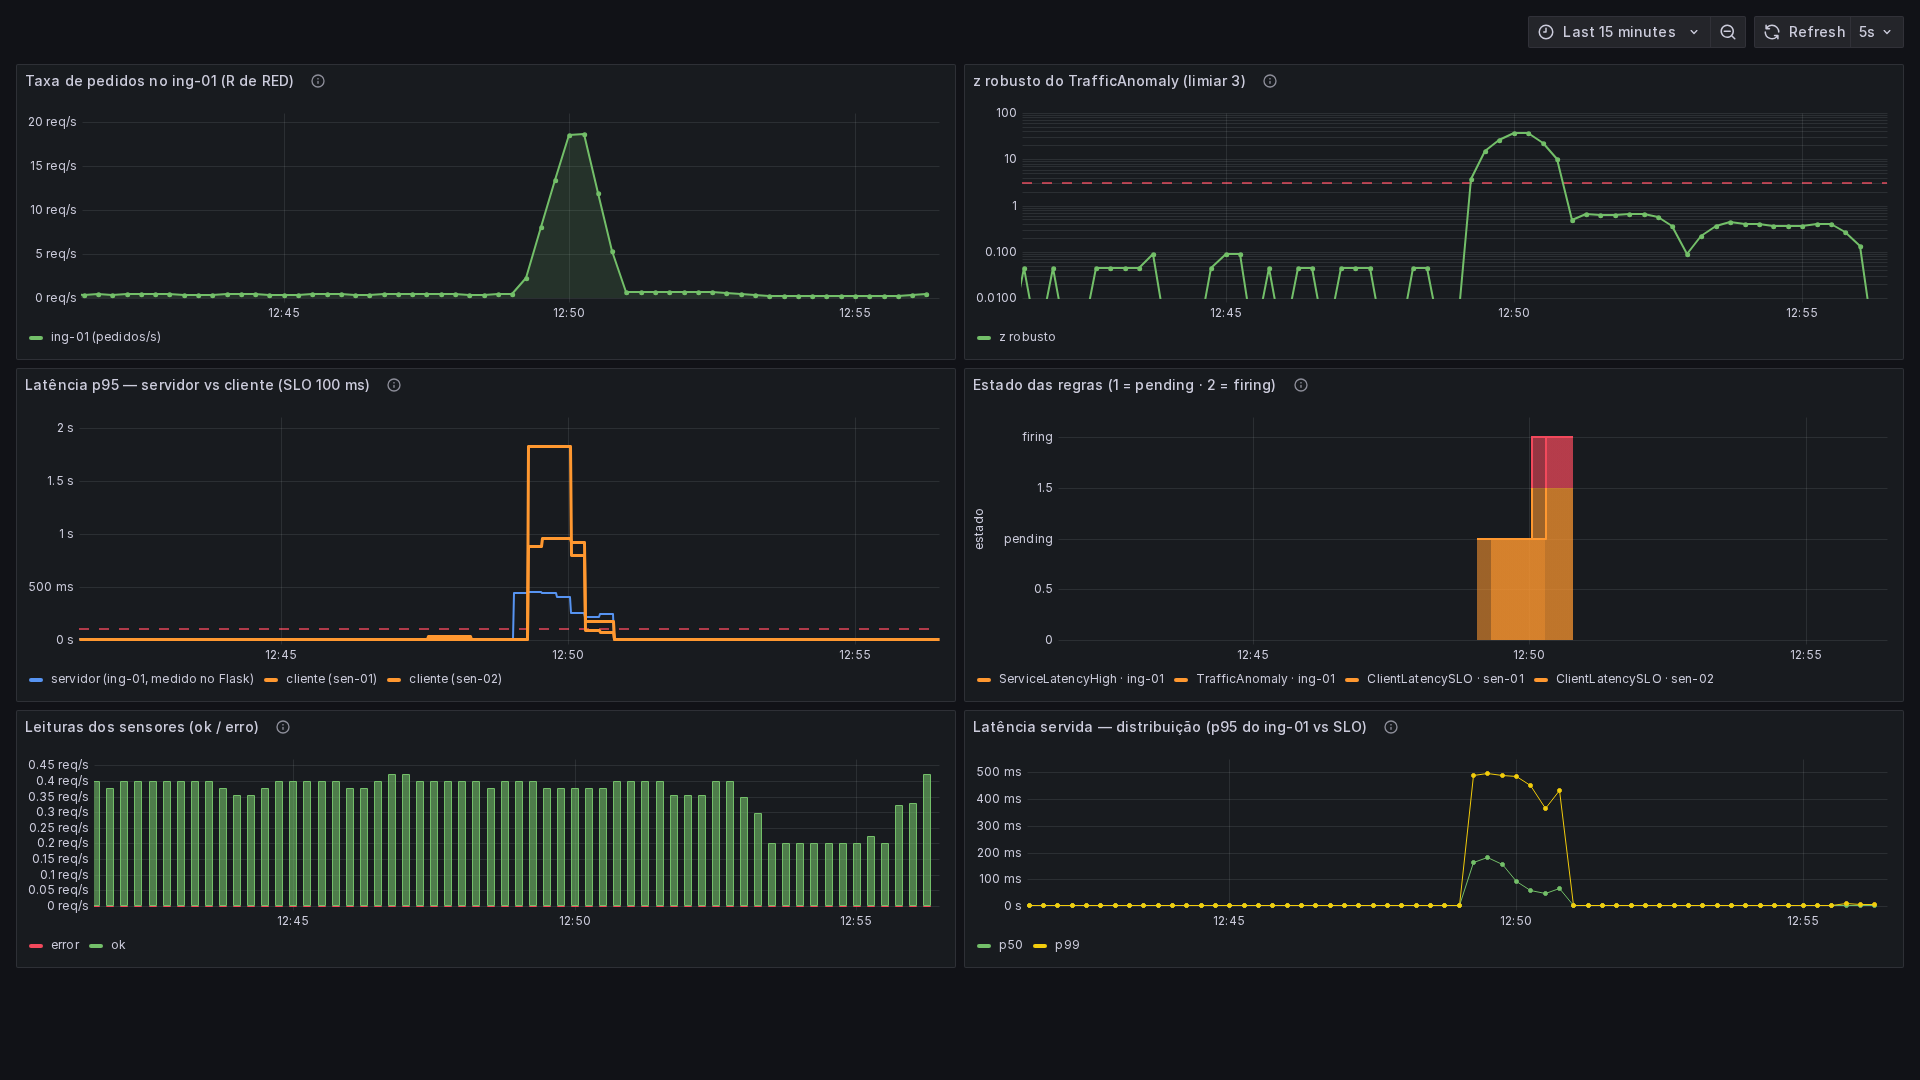 Last 15 minutes
Refresh
5s
Taxa de pedidos no ing-01 (R de RED)
20 req/s
15 req/s
10 req/s
5 req/s
0 req/s
12:45
12:50
12:55
ing-01 (pedidos/s)
z robusto do TrafficAnomaly (limiar 3)
100
10
1
0.100
0.0100
12:45
12:50
12:55
z robusto
Latência p95 — servidor vs cliente (SLO 100 ms)
2 s
1.5 s
1 s
500 ms
0 s
12:45
12:50
12:55
servidor (ing-01, medido no Flask)
cliente (sen-01)
cliente (sen-02)
Estado das regras (1 = pending · 2 = firing)
estado
firing
1.5
pending
0.5
0
12:45
12:50
12:55
ServiceLatencyHigh · ing-01
TrafficAnomaly · ing-01
ClientLatencySLO · sen-01
ClientLatencySLO · sen-02
Leituras dos sensores (ok / erro)
0.45 req/s
0.4 req/s
0.35 req/s
0.3 req/s
0.25 req/s
0.2 req/s
0.15 req/s
0.1 req/s
0.05 req/s
0 req/s
12:45
12:50
12:55
error
ok
Latência servida — distribuição (p95 do ing-01 vs SLO)
500 ms
400 ms
300 ms
200 ms
100 ms
0 s
12:45
12:50
12:55
p50
p99